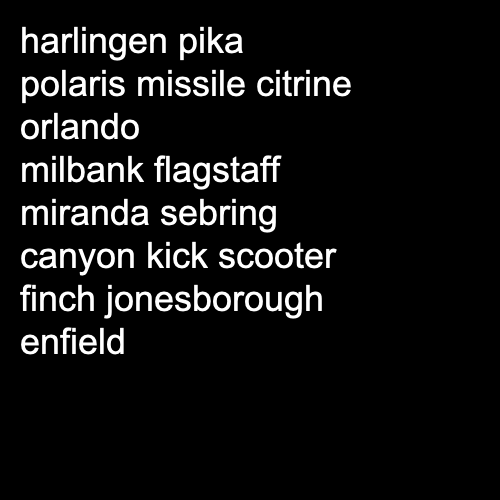 harlingen pika
polaris missile citrine
orlando
milbank flagstaff
miranda sebring
canyon kick scooter
finch jonesborough
enfield